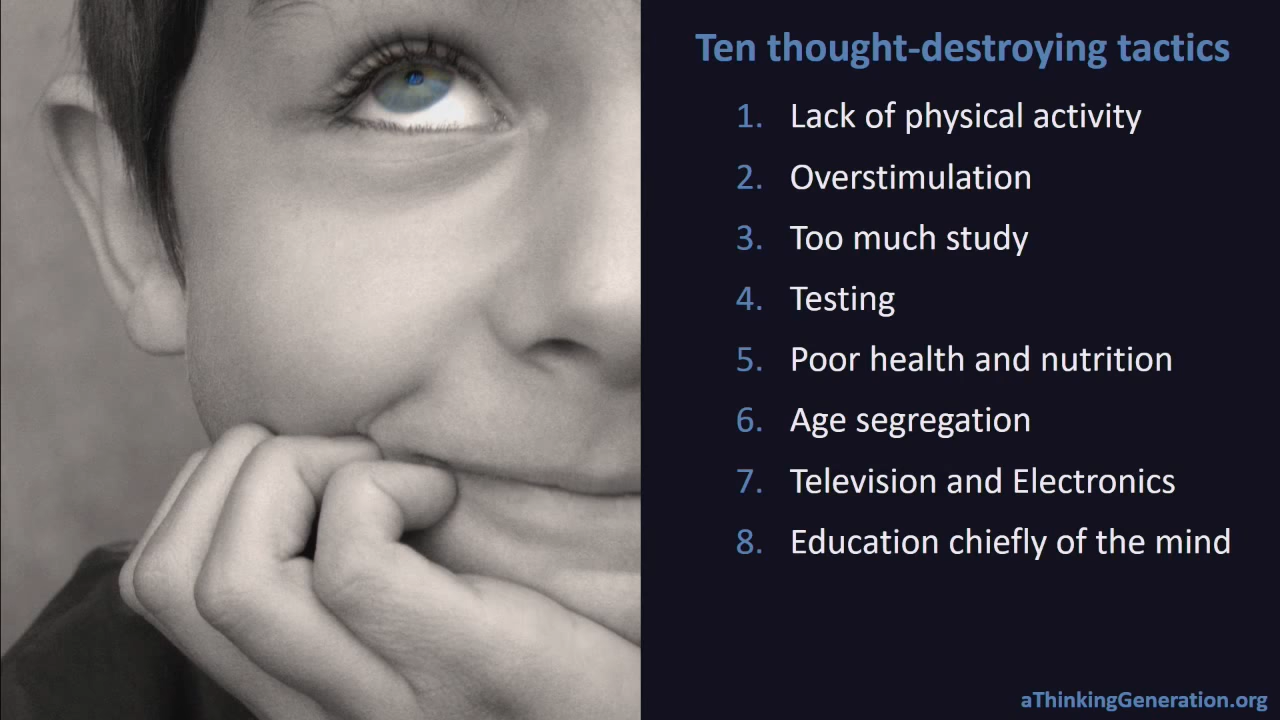 Ten thought-destroying tactics
1. Lack of physical activity
2. Overstimulation
3. Too much study
4. Testing
5. Poor health and nutrition
6. Age segregation
7. Television and Electronics
8. Education chiefly of the mind
aThinkingGeneration.org